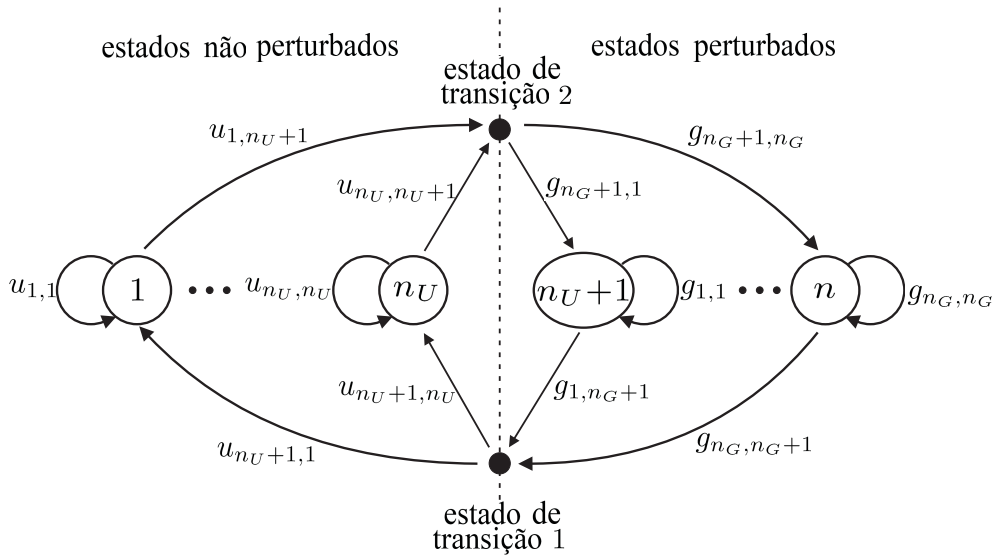 estados não perturbados
estados perturbados
estado de
transição 2
u_{1,n_U+1}
g_{n_G+1,n_G}
u_{n_U,n_U+1}
g_{n_G+1,1}
u_{1,1}
1
•••
u_{n_U,n_U}
n_U
n_U+1
g_{1,1}
•••
n
g_{n_G,n_G}
u_{n_U+1,n_U}
g_{1,n_G+1}
u_{n_U+1,1}
g_{n_G,n_G+1}
estado de
transição 1